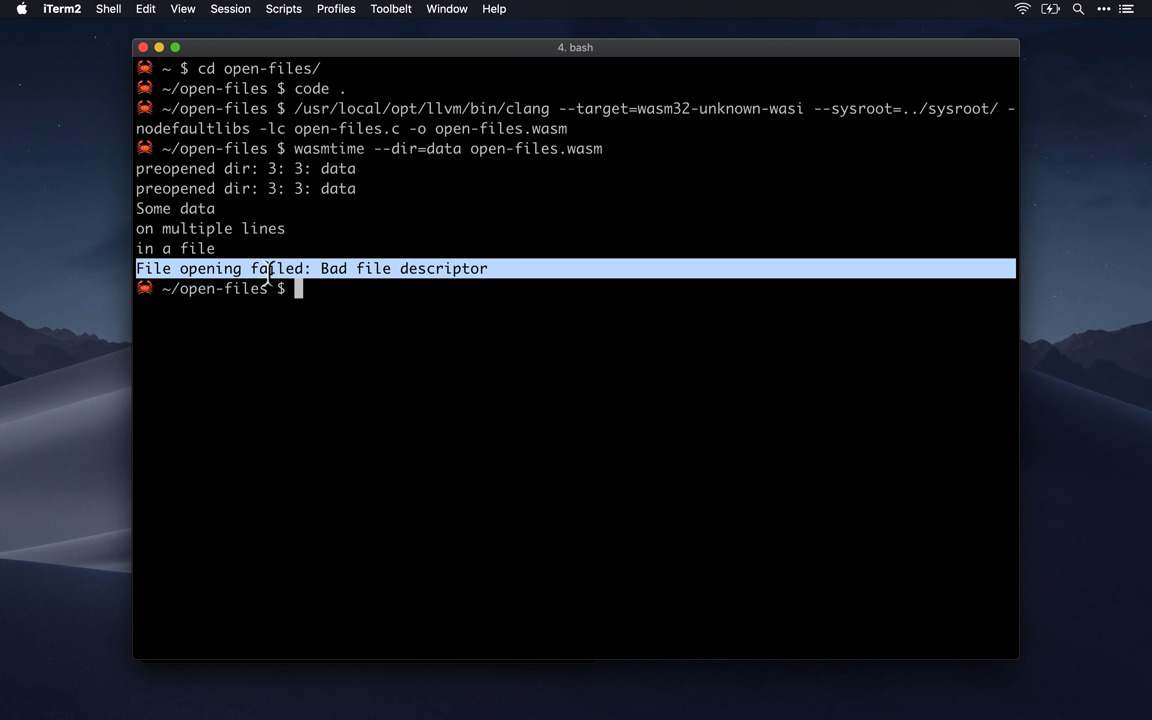 iTerm2 Shell Edit View Session Scripts Profiles Toolbelt Window Help
4. bash
~ $ cd open-files/
~/open-files $ code .
~/open-files $ /usr/local/opt/llvm/bin/clang --target=wasm32-unknown-wasi --sysroot=../sysroot/ -
nodefaultlibs -lc open-files.c -o open-files.wasm
~/open-files $ wasmtime --dir=data open-files.wasm
preopened dir: 3: 3: data
preopened dir: 3: 3: data
Some data
on multiple lines
in a file
File opening failed: Bad file descriptor
~/open-files $